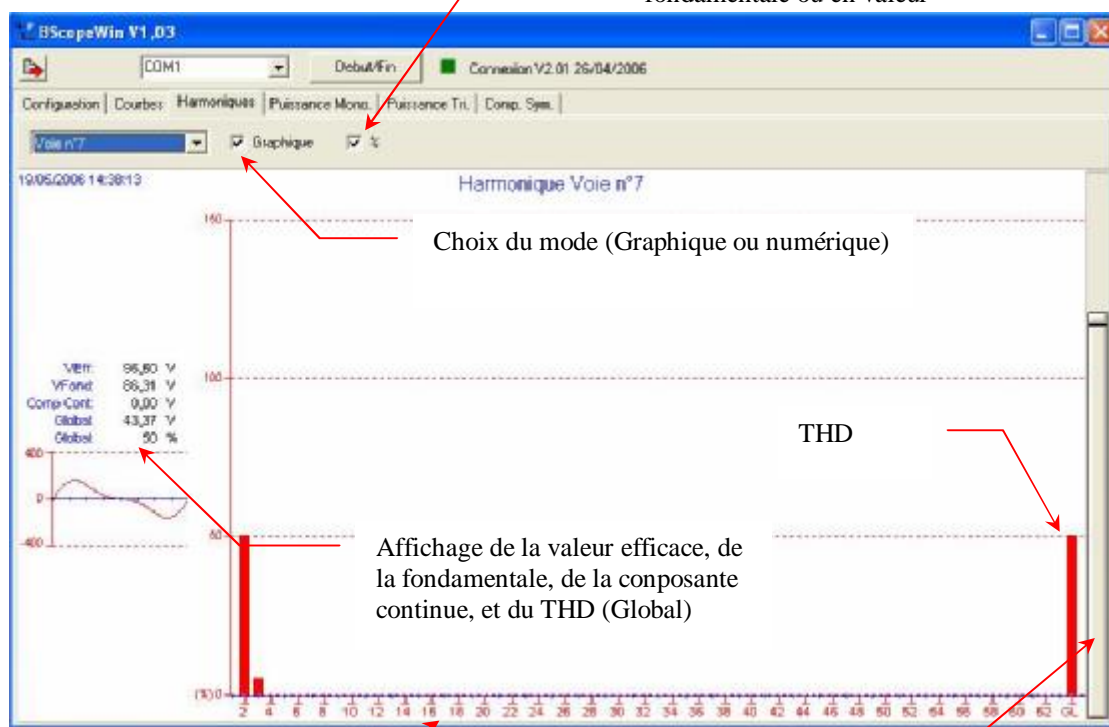 fondamentale ou en valeur
BScopeWin V1,03
COM1 Debut/Fin Connexion V2.01 26/04/2006
Configuration Courbes Harmoniques Puissance Mono. Puissance Tri. Comp. Sym.
Voie n°7 Graphique %
19/05/2006 14:38:13
Harmonique Voie n°7
150
Choix du mode (Graphique ou numérique)
VEff: 96,60 V
VFond: 86,31 V
100
Comp Cont: 0,00 V
Global: 43,37 V
Global: 50 %
THD
400
0
-400
50
Affichage de la valeur efficace, de
la fondamentale, de la conposante
continue, et du THD (Global)
(%) 0
2 4 6 8 10 12 14 16 18 20 22 24 26 28 30 32 34 36 38 40 42 44 46 48 50 52 54 56 58 60 62 GL